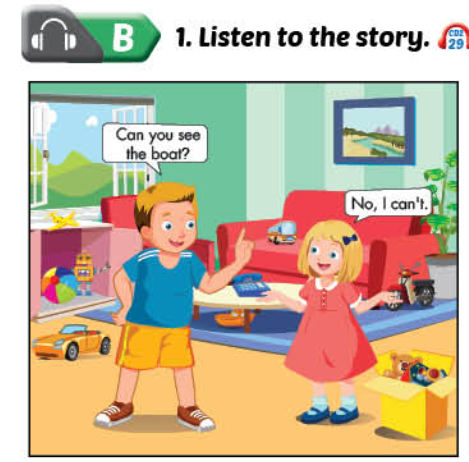 B 1. Listen to the story. CD2
29
Can you see
the boat?
No, I can't.